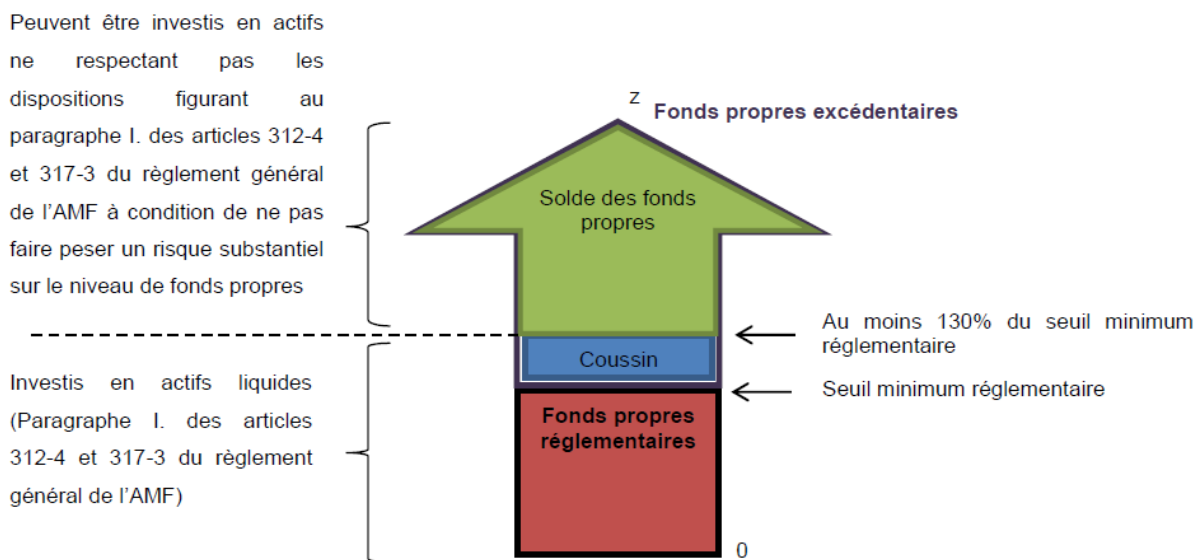 Peuvent être investis en actifs
ne respectant pas les
dispositions figurant au
paragraphe I. des articles 312-4
et 317-3 du règlement général
de l'AMF à condition de ne pas
faire peser un risque substantiel
sur le niveau de fonds propres
Z
Fonds propres excédentaires
Solde des fonds
propres
Au moins 130% du seuil minimum
réglementaire
Coussin
Seuil minimum réglementaire
Investis en actifs liquides
(Paragraphe I. des articles
312-4 et 317-3 du règlement
général de l'AMF)
Fonds propres
réglementaires
0